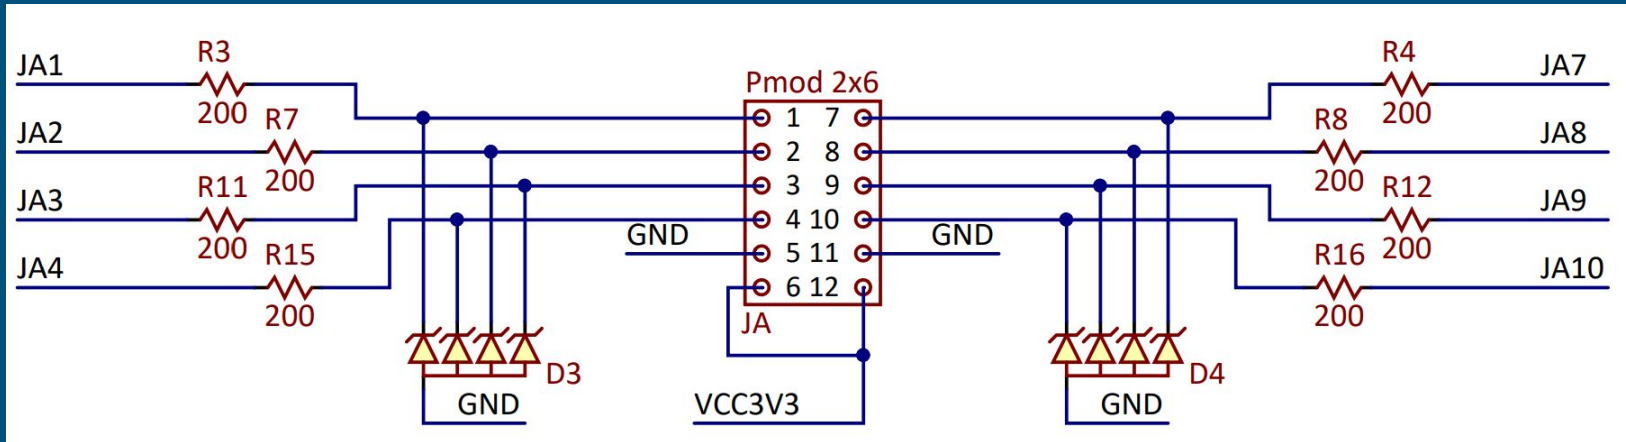 JA1
R3
200
JA2
R7
200
JA3
R11
200
JA4
R15
200
Pmod 2x6
1 7
2 8
3 9
4 10
5 11
6 12
JA
GND
GND
R4
JA7
200
R8
JA8
200
R12
JA9
200
R16
JA10
200
D3
GND
VCC3V3
D4
GND